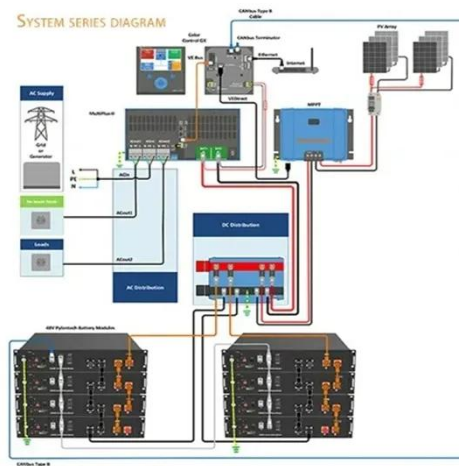 SYSTEM SERIES DIAGRAM
CANbus Type B
Cable
Color
Control GX
CANbus Terminator
PV Array
VE Bus
Ethernet
Internet
AC Supply
VE.Direct
MultiPlus-II
MPPT
Grid
or
Generator
L
PE
N
ACin
ACout1
DC Distribution
Loads
ACout2
AC Distribution
48V Pylontech Battery Modules
CANbus Type B